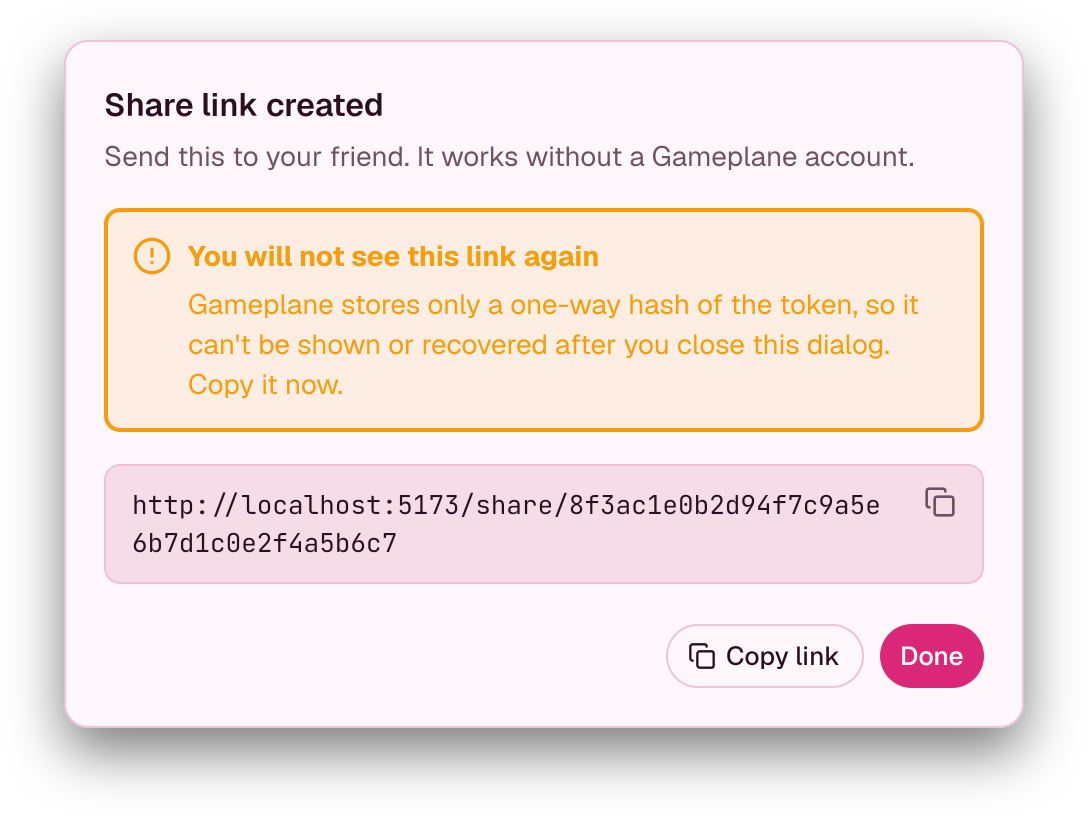 Share link created
Send this to your friend. It works without a Gameplane account.
You will not see this link again
Gameplane stores only a one-way hash of the token, so it
can't be shown or recovered after you close this dialog.
Copy it now.
http://localhost:5173/share/8f3ac1e0b2d94f7c9a5e
6b7d1c0e2f4a5b6c7
Copy link
Done